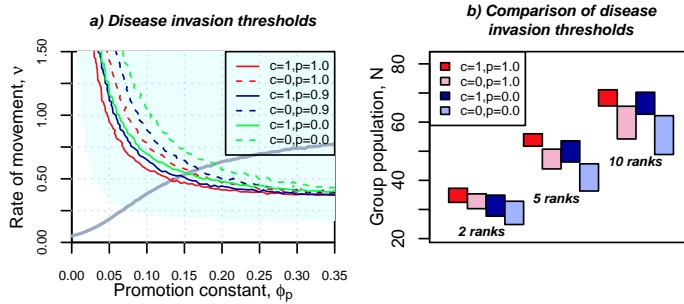 a) Disease invasion thresholds
Rate of movement, ν
1.50
1.00
0.50
0.00
c=1,p=1.0
c=0,p=1.0
c=1,p=0.9
c=0,p=0.9
c=1,p=0.0
c=0,p=0.0
0.00 0.05 0.10 0.15 0.20 0.25 0.30 0.35
Promotion constant, ϕp
b) Comparison of disease
invasion thresholds
Group population, N
80
60
40
20
c=1,p=1.0
c=0,p=1.0
c=1,p=0.0
c=0,p=0.0
10 ranks
5 ranks
2 ranks